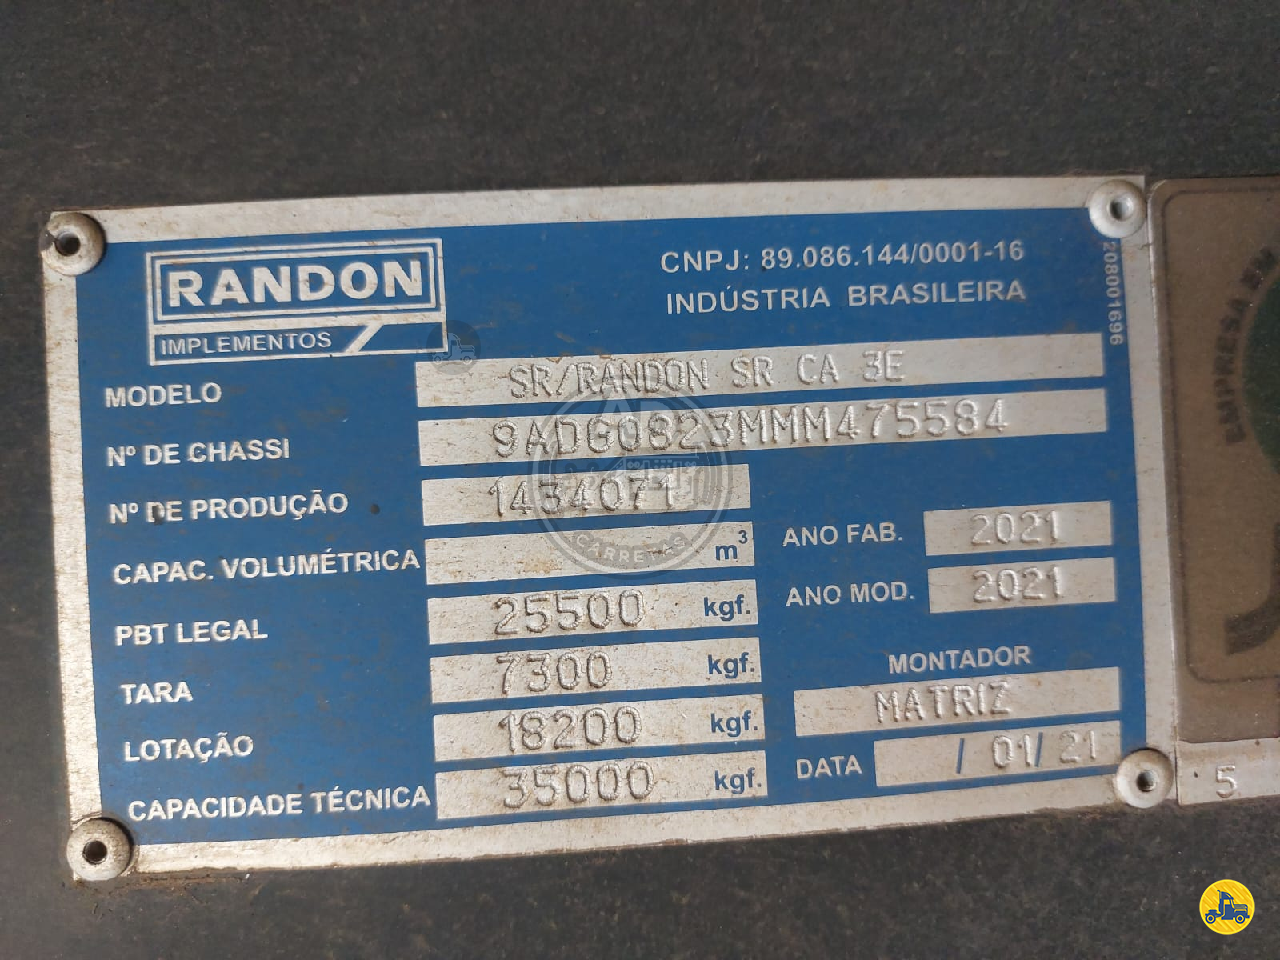 RANDON
IMPLEMENTOS
CNPJ: 89.086.144/0001-16
INDÚSTRIA BRASILEIRA
208001696
MODELO SR/RANDON SR CA 3E
Nº DE CHASSI 9ADG0823MMM475584
Nº DE PRODUÇÃO 1434071
CAPAC. VOLUMÉTRICA m³
ANO FAB. 2021
PBT LEGAL 25500 kgf.
ANO MOD. 2021
TARA 7300 kgf.
MONTADOR
MATRIZ
LOTAÇÃO 18200 kgf.
CAPACIDADE TÉCNICA 35000 kgf.
DATA / 01/21
EMPRESA
5
CARRETAS